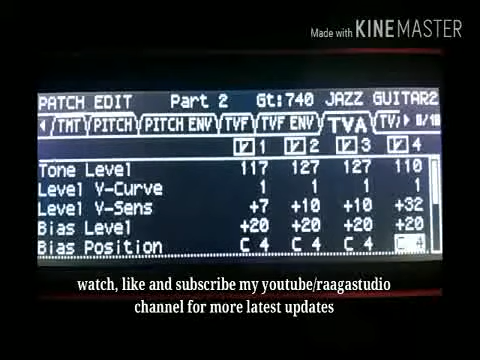 Made with KINEMASTER
PATCH EDIT Part 2 Gt:740 JAZZ GUITAR2
TMT PITCH PITCH ENV TVF TVF ENV TVA 8/18
1 2 3 4
Tone Level 117 127 127 110
Level V-Curve 1 1 1 1
Level V-Sens +7 +10 +10 +32
Bias Level +20 +20 +20 +20
Bias Position C 4 C 4 C 4 C 4
watch, like and subscribe my youtube/raagastudio
channel for more latest updates